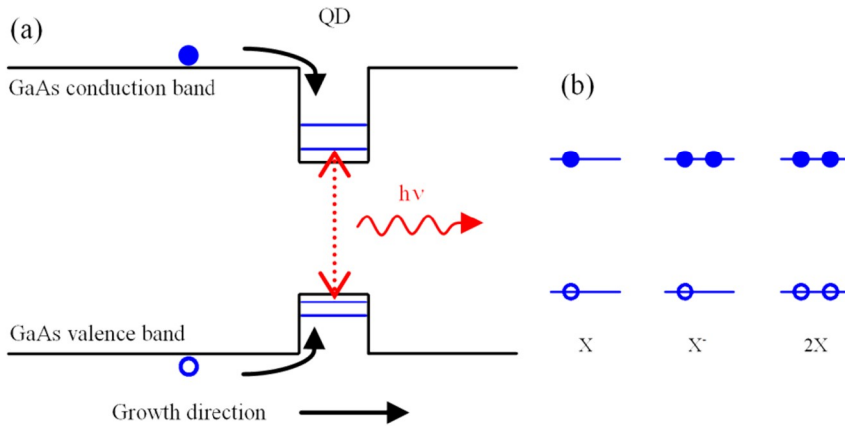 (a)
QD
GaAs conduction band
hν
GaAs valence band
Growth direction
(b)
X
X⁻
2X